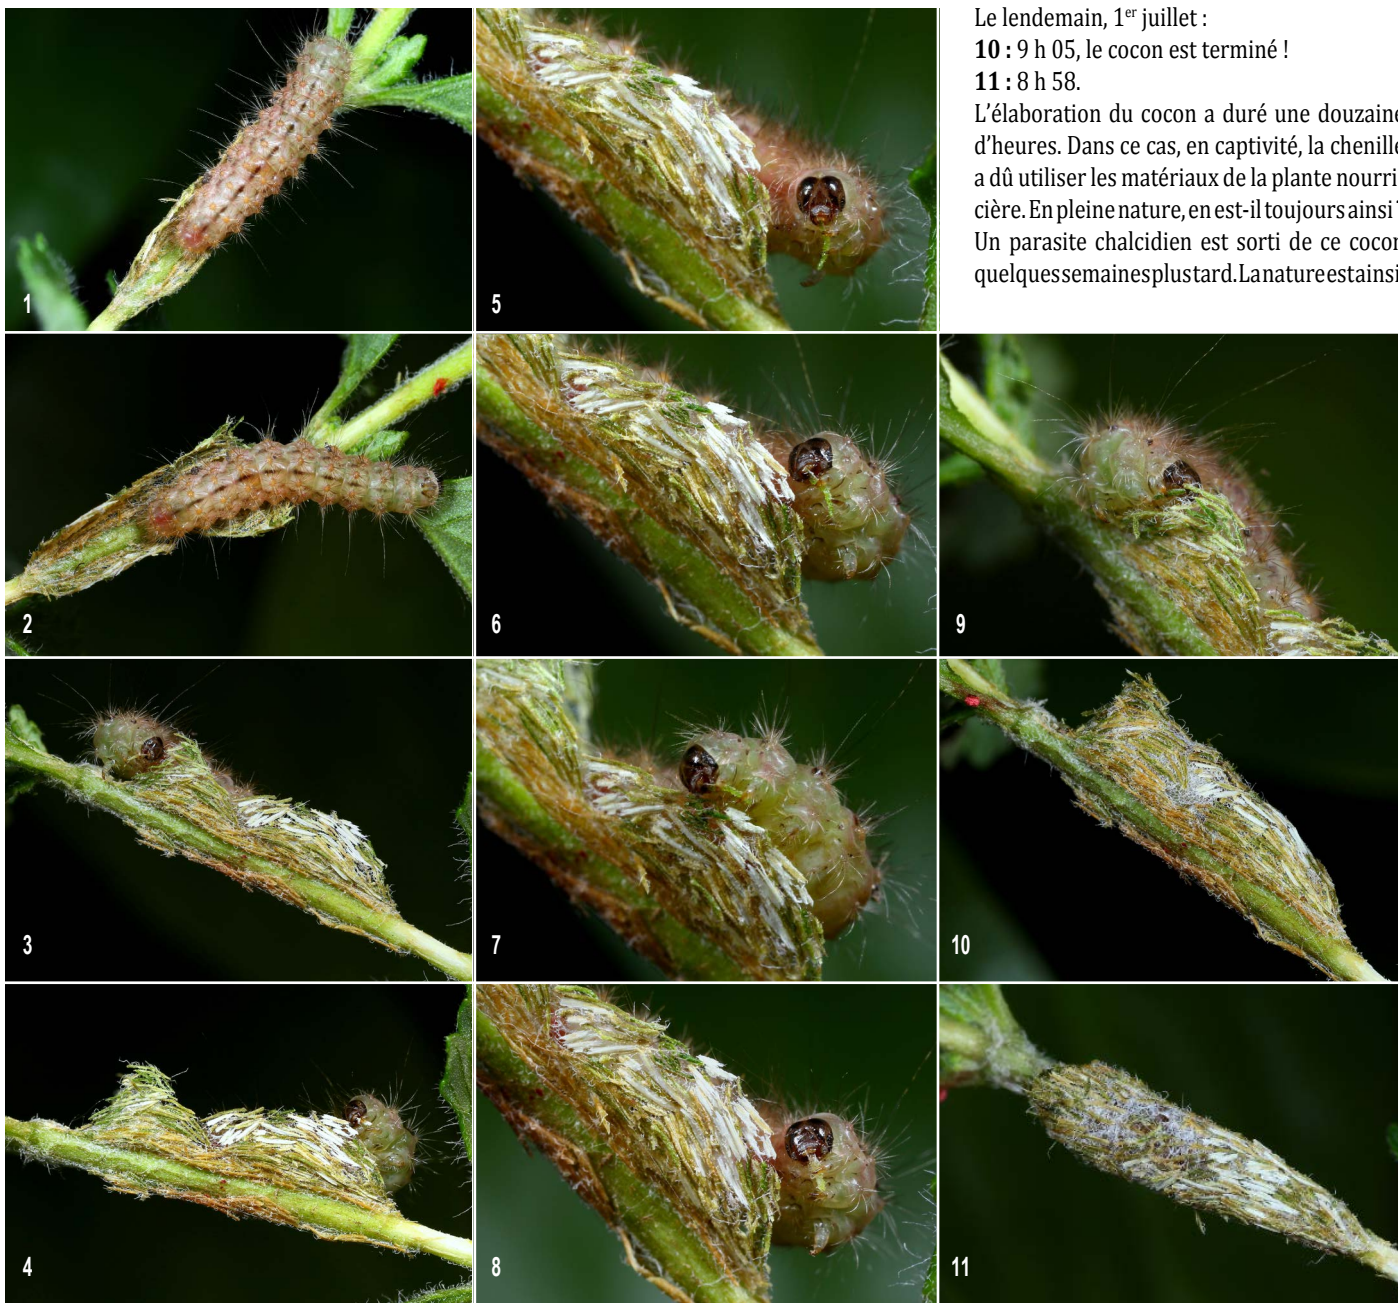 Le lendemain, 1er juillet :
10 : 9 h 05, le cocon est terminé !
11 : 8 h 58.
L’élaboration du cocon a duré une douzaine
d’heures. Dans ce cas, en captivité, la chenille
a dû utiliser les matériaux de la plante nourri
cière. En pleine nature, en est-il toujours ainsi ?
Un parasite chalcidien est sorti de ce cocon
quelques semaines plus tard. La nature est ainsi
1
5
2
6
9
3
7
10
4
8
11